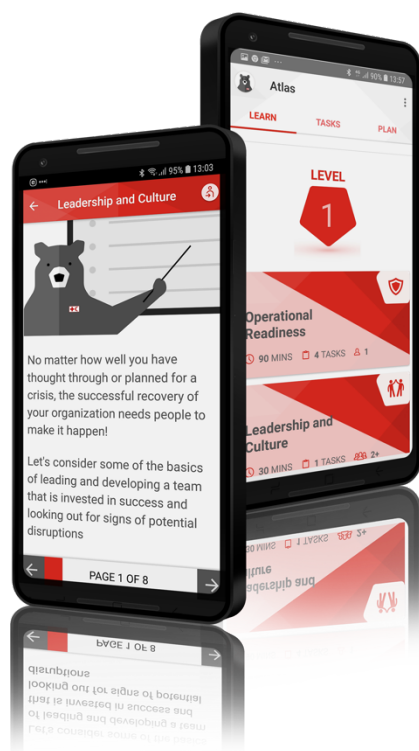 95% 13:03
Leadership and Culture
No matter how well you have
thought through or planned for a
crisis, the successful recovery of
your organization needs people to
make it happen!
Let's consider some of the basics
of leading and developing a team
that is invested in success and
looking out for signs of potential
disruptions
PAGE 1 OF 8
90% 13:57
Atlas
LEARN TASKS PLAN
LEVEL
1
Operational
Readiness
90 MINS 4 TASKS 1
Leadership and
Culture
30 MINS 1 TASKS 2+